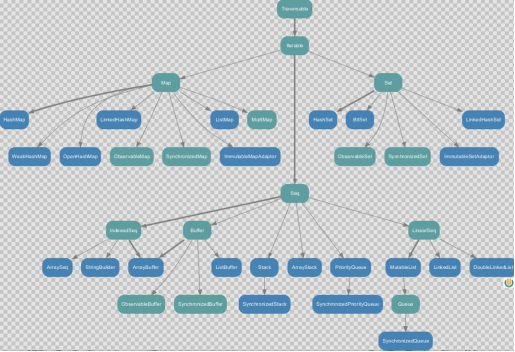 Traversable
Iterable
Map
Set
HashMap
LinkedHashMap
ListMap
MultiMap
HashSet
BitSet
LinkedHashSet
WeakHashMap
OpenHashMap
ObservableMap
SynchronizedMap
ImmutableMapAdaptor
ObservableSet
SynchronizedSet
ImmutableSetAdaptor
Seq
IndexedSeq
Buffer
LinearSeq
ArraySeq
StringBuilder
ArrayBuffer
ListBuffer
Stack
ArrayStack
PriorityQueue
MutableList
LinkedList
DoubleLinkedList
ObservableBuffer
SynchronizedBuffer
SynchronizedStack
SynchronizedPriorityQueue
Queue
SynchronizedQueue